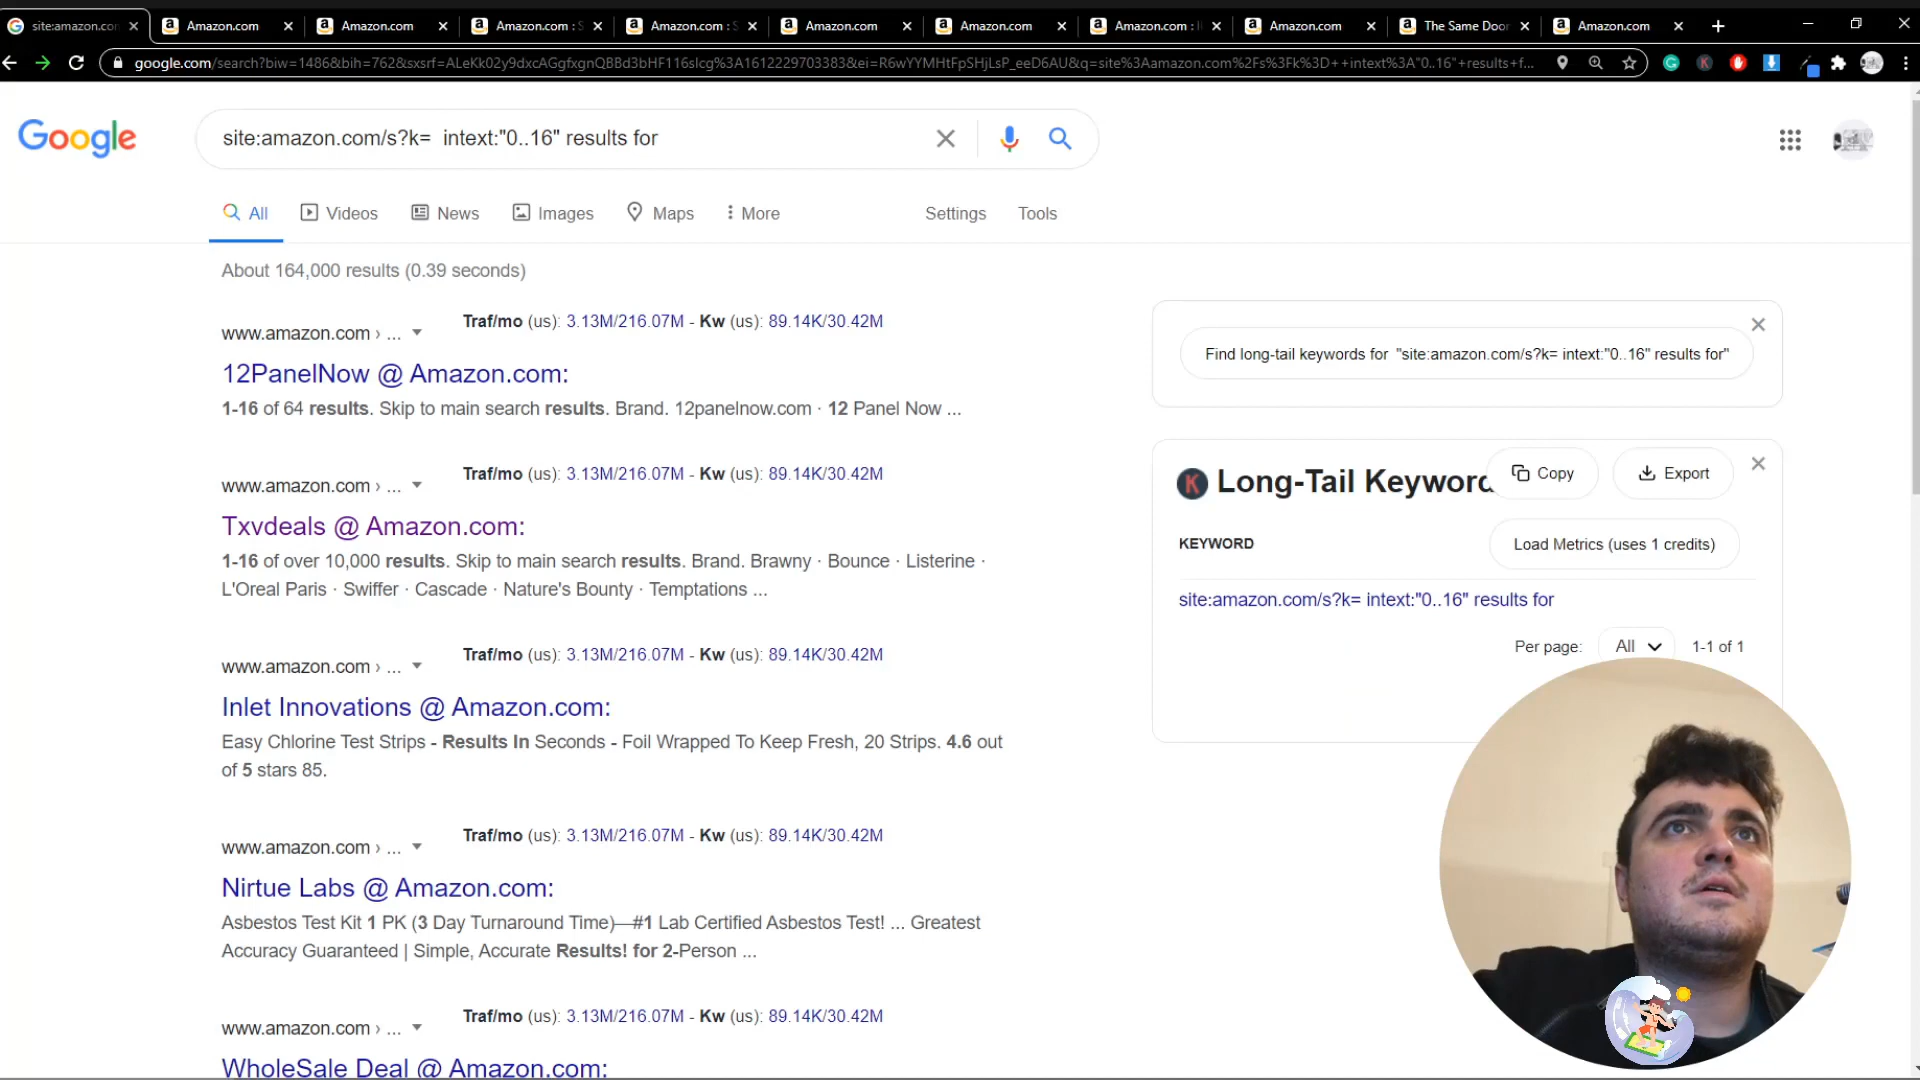 site:amazon.con
Amazon.com
Amazon.com
Amazon.com : S
Amazon.com : S
Amazon.com
Amazon.com
Amazon.com :
Amazon.com
The Same Door
Amazon.com
google.com/search?biw=1486&bih=762&sxsrf=ALeKk02y9dxcAGgfxgnQBBd3bHF116slcg%3A1612229703383&ei=R6wYYMHtFpSHjLsP_eeD6AU&q=site%3Aamazon.com%2Fs%3Fk%3D++intext%3A"0..16"+results+f...
Google
site:amazon.com/s?k=  intext:"0..16" results for
All
Videos
News
Images
Maps
More
Settings
Tools
About 164,000 results (0.39 seconds)
www.amazon.com › ...
Traf/mo (us): 3.13M/216.07M - Kw (us): 89.14K/30.42M
12PanelNow @ Amazon.com:
1-16 of 64 results. Skip to main search results. Brand. 12panelnow.com · 12 Panel Now ...
www.amazon.com › ...
Traf/mo (us): 3.13M/216.07M - Kw (us): 89.14K/30.42M
Txvdeals @ Amazon.com:
1-16 of over 10,000 results. Skip to main search results. Brand. Brawny · Bounce · Listerine ·
L'Oreal Paris · Swiffer · Cascade · Nature's Bounty · Temptations ...
www.amazon.com › ...
Traf/mo (us): 3.13M/216.07M - Kw (us): 89.14K/30.42M
Inlet Innovations @ Amazon.com:
Easy Chlorine Test Strips - Results In Seconds - Foil Wrapped To Keep Fresh, 20 Strips. 4.6 out
of 5 stars 85.
www.amazon.com › ...
Traf/mo (us): 3.13M/216.07M - Kw (us): 89.14K/30.42M
Nirtue Labs @ Amazon.com:
Asbestos Test Kit 1 PK (3 Day Turnaround Time)—#1 Lab Certified Asbestos Test! ... Greatest
Accuracy Guaranteed | Simple, Accurate Results! for 2-Person ...
www.amazon.com › ...
Traf/mo (us): 3.13M/216.07M - Kw (us): 89.14K/30.42M
WholeSale Deal @ Amazon.com:
Find long-tail keywords for "site:amazon.com/s?k= intext:"0..16" results for"
K Long-Tail Keyword
Copy
Export
KEYWORD
Load Metrics (uses 1 credits)
site:amazon.com/s?k= intext:"0..16" results for
Per page:
All
1-1 of 1